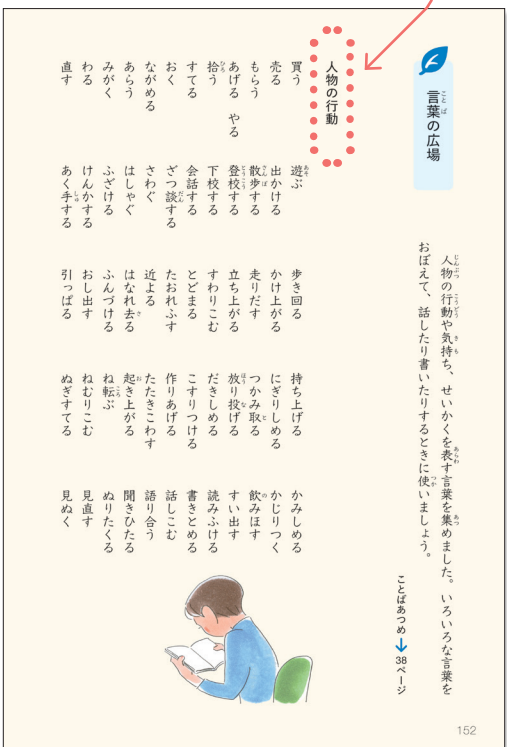 言葉の広場
人物の行動や気持ち、せいかくを表す言葉を集めました。いろいろな言葉を
おぼえて、話したり書いたりするときに使いましょう。
ことばあつめ↓38ページ
人物の行動
買う
売る
もらう
あげる やる
拾う
すてる
おく
ながめる
あらう
みがく
わる
直す
遊ぶ
出かける
散歩する
登校する
下校する
会話する
ざつ談する
さわぐ
はしゃぐ
ふざける
けんかする
あく手する
歩き回る
かけ上がる
走りだす
立ち上がる
すわりこむ
とどまる
たおれふす
近よる
はなれ去る
ふんづける
おし出す
引っぱる
持ち上げる
にぎりしめる
つかみ取る
放り投げる
だきしめる
こすりつける
作りあげる
たたきこわす
起き上がる
ね転ぶ
ねむりこむ
ぬぎすてる
かみしめる
かじりつく
飲みほす
すい出す
読みふける
書きとめる
話しこむ
語り合う
聞きひたる
ぬりたくる
見直す
見ぬく
152